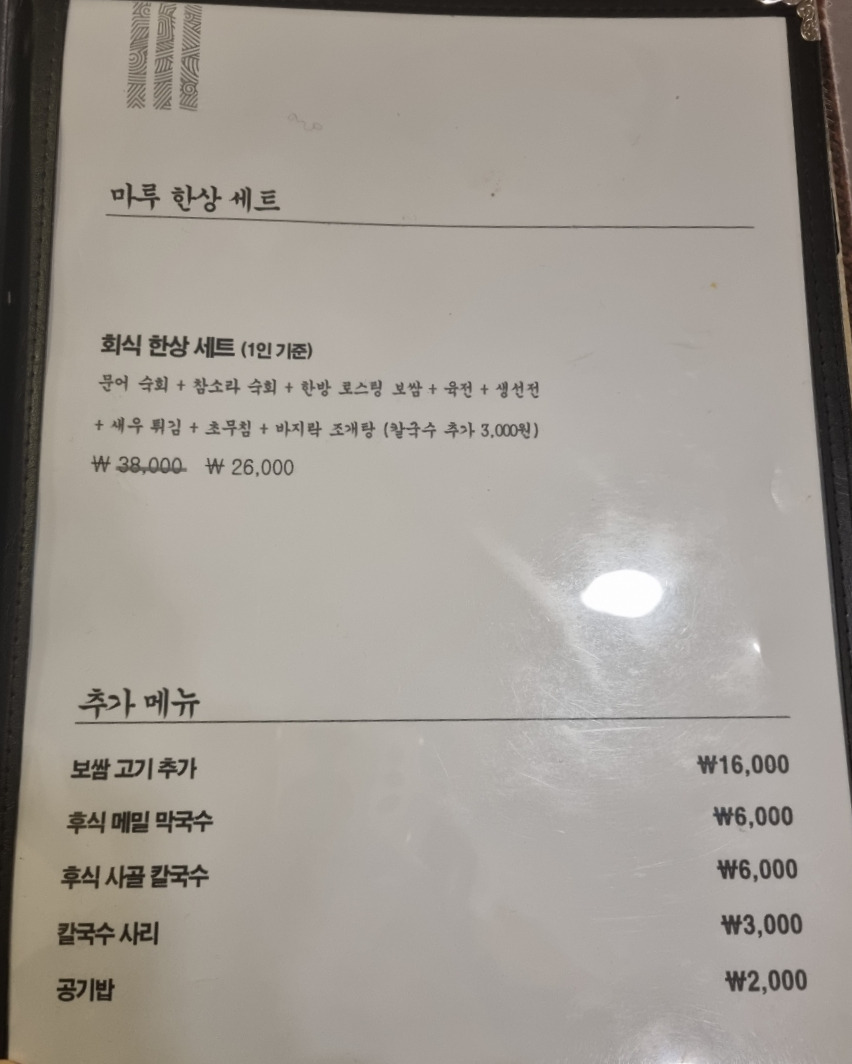 마루 한상 세트
회식 한상 세트 (1인 기준)
문어 숙회 + 참소라 숙회 + 한방 로스팅 보쌈 + 육전 + 생선전
+ 새우 튀김 + 초무침 + 바지락 조개탕 (칼국수 추가 3,000원)
₩ 38,000 ₩ 26,000
추가 메뉴
보쌈 고기 추가 ₩16,000
후식 메밀 막국수 ₩6,000
후식 사골 칼국수 ₩6,000
칼국수 사리 ₩3,000
공기밥 ₩2,000